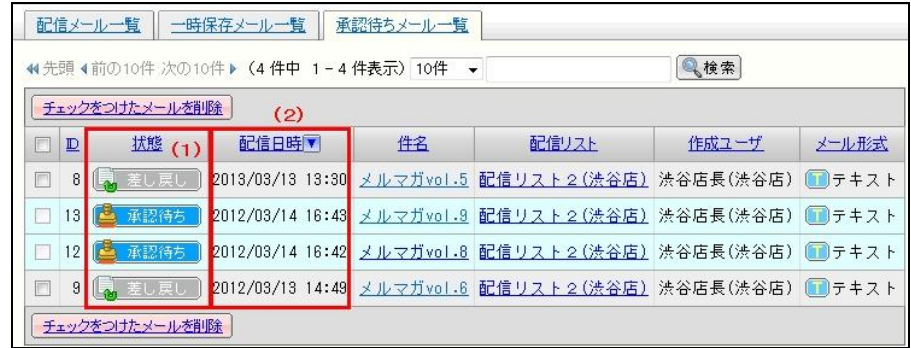 配信メール一覧 一時保存メール一覧 承認待ちメール一覧
先頭 前の10件 次の10件 (4 件中 1 - 4 件表示) 10件 検索
チェックをつけたメールを削除 (2)
ID 状態 (1) 配信日時 件名 配信リスト 作成ユーザ メール形式
8 差し戻し 2013/03/13 13:30 メルマガvol.5 配信リスト2(渋谷店) 渋谷店長(渋谷店) T テキスト
13 承認待ち 2012/03/14 16:43 メルマガvol.9 配信リスト2(渋谷店) 渋谷店長(渋谷店) T テキスト
12 承認待ち 2012/03/14 16:42 メルマガvol.8 配信リスト2(渋谷店) 渋谷店長(渋谷店) T テキスト
9 差し戻し 2012/03/13 14:49 メルマガvol.6 配信リスト2(渋谷店) 渋谷店長(渋谷店) T テキスト
チェックをつけたメールを削除